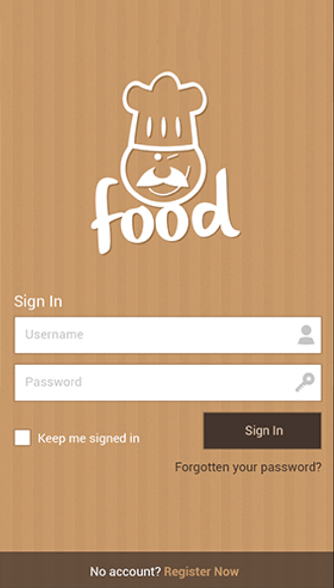 food
Sign In
Username
Password
Keep me signed in
Sign In
Forgotten your password?
No account? Register Now